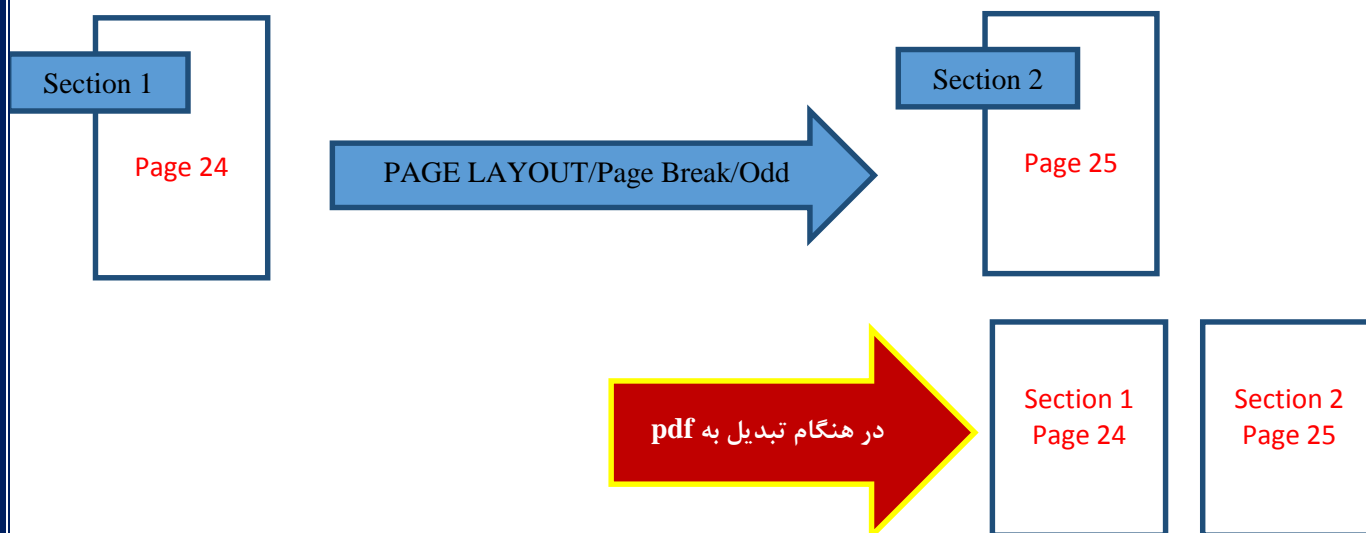 Section 1
Page 24
PAGE LAYOUT/Page Break/Odd
Section 2
Page 25
در هنگام تبدیل به pdf
Section 1
Page 24
Section 2
Page 25